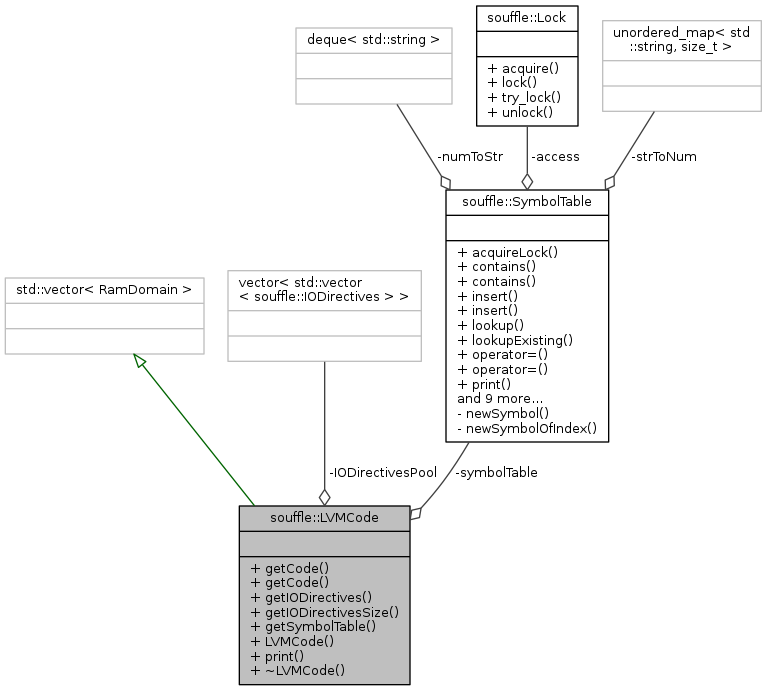 souffle::Lock
+ acquire()
+ lock()
+ try_lock()
+ unlock()
deque< std::string >
unordered_map< std
::string, size_t >
-numToStr
-access
-strToNum
souffle::SymbolTable
+ acquireLock()
+ contains()
+ contains()
+ insert()
+ insert()
+ lookup()
+ lookupExisting()
+ operator=()
+ operator=()
+ print()
and 9 more...
- newSymbol()
- newSymbolOfIndex()
std::vector< RamDomain >
vector< std::vector
< souffle::IODirectives > >
-IODirectivesPool
-symbolTable
souffle::LVMCode
+ getCode()
+ getCode()
+ getIODirectives()
+ getIODirectivesSize()
+ getSymbolTable()
+ LVMCode()
+ print()
+ ~LVMCode()